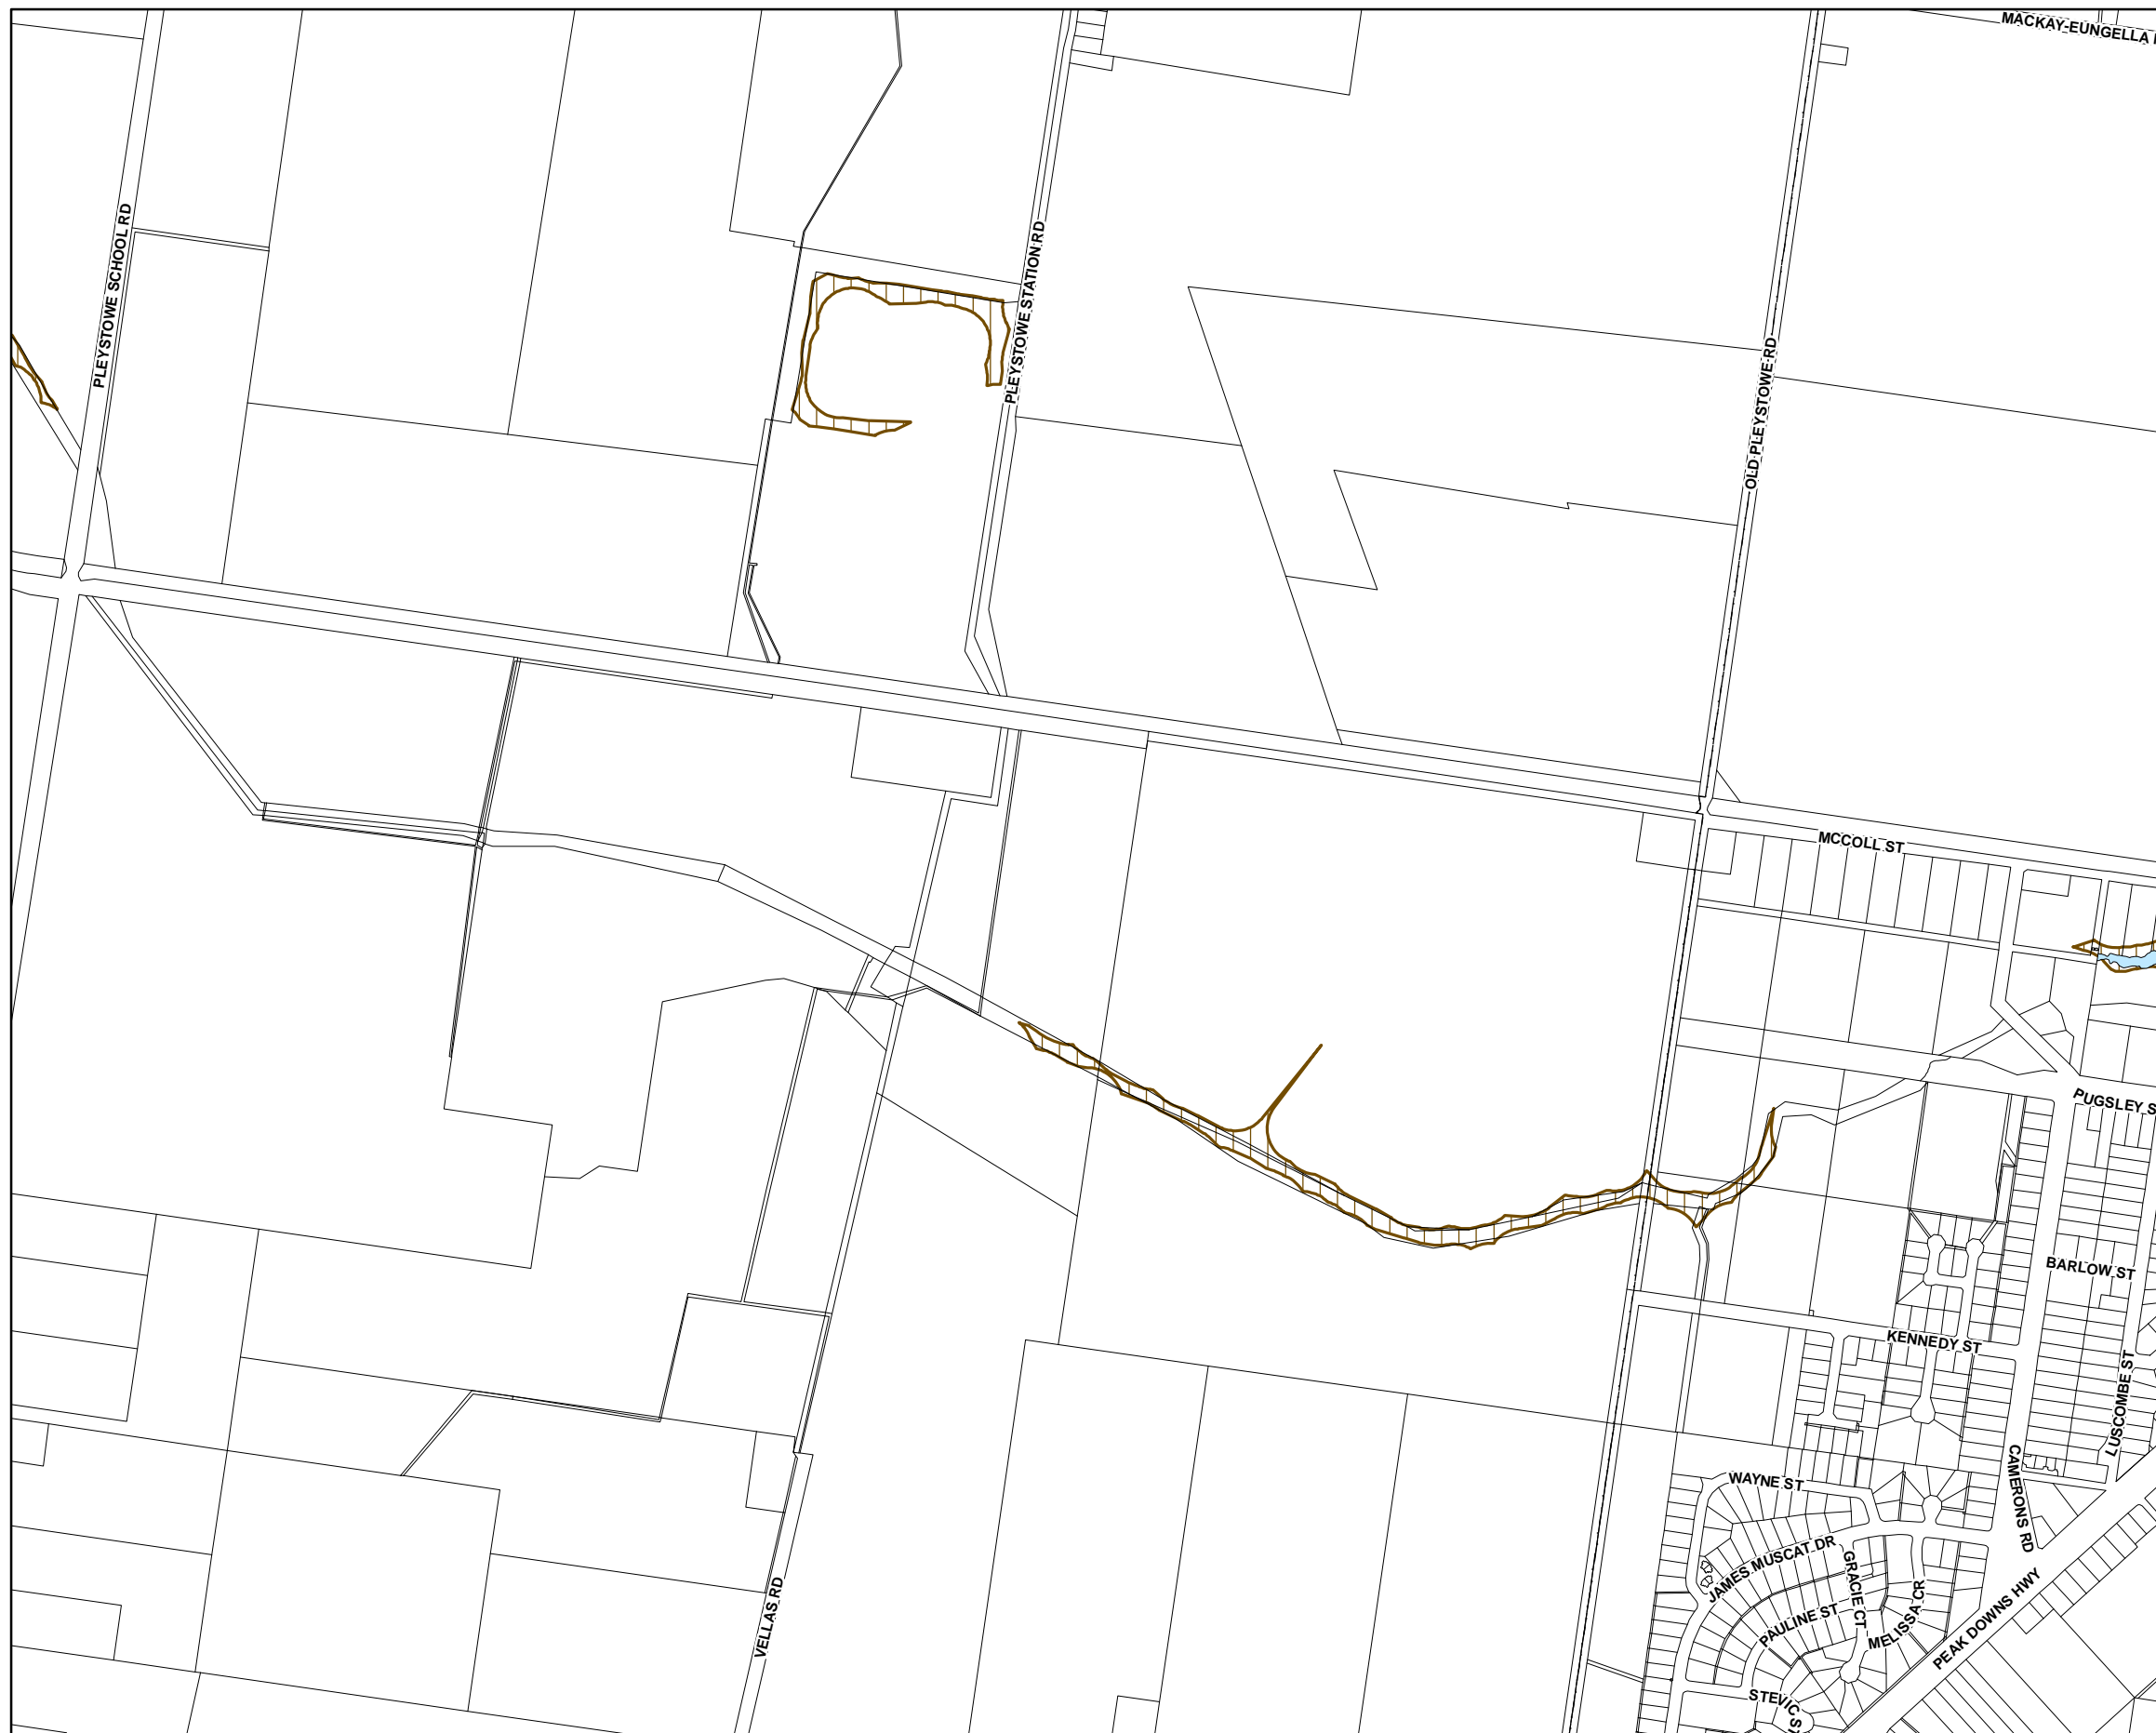 MACKAY-EUNGELLA
PLEYSTOWE SCHOOL RD
PLEYSTOWE STATION RD
OLD PLEYSTOWE RD
MCCOLL ST
PUGSLEY S
BARLOW ST
KENNEDY ST
LUSCOMBE ST
CAMERONS RD
WAYNE ST
JAMES MUSCAT DR
GRACIE CT
PAULINE ST
MELISSA CR
PEAK DOWNS HWY
VELLAS RD
STEVIC S